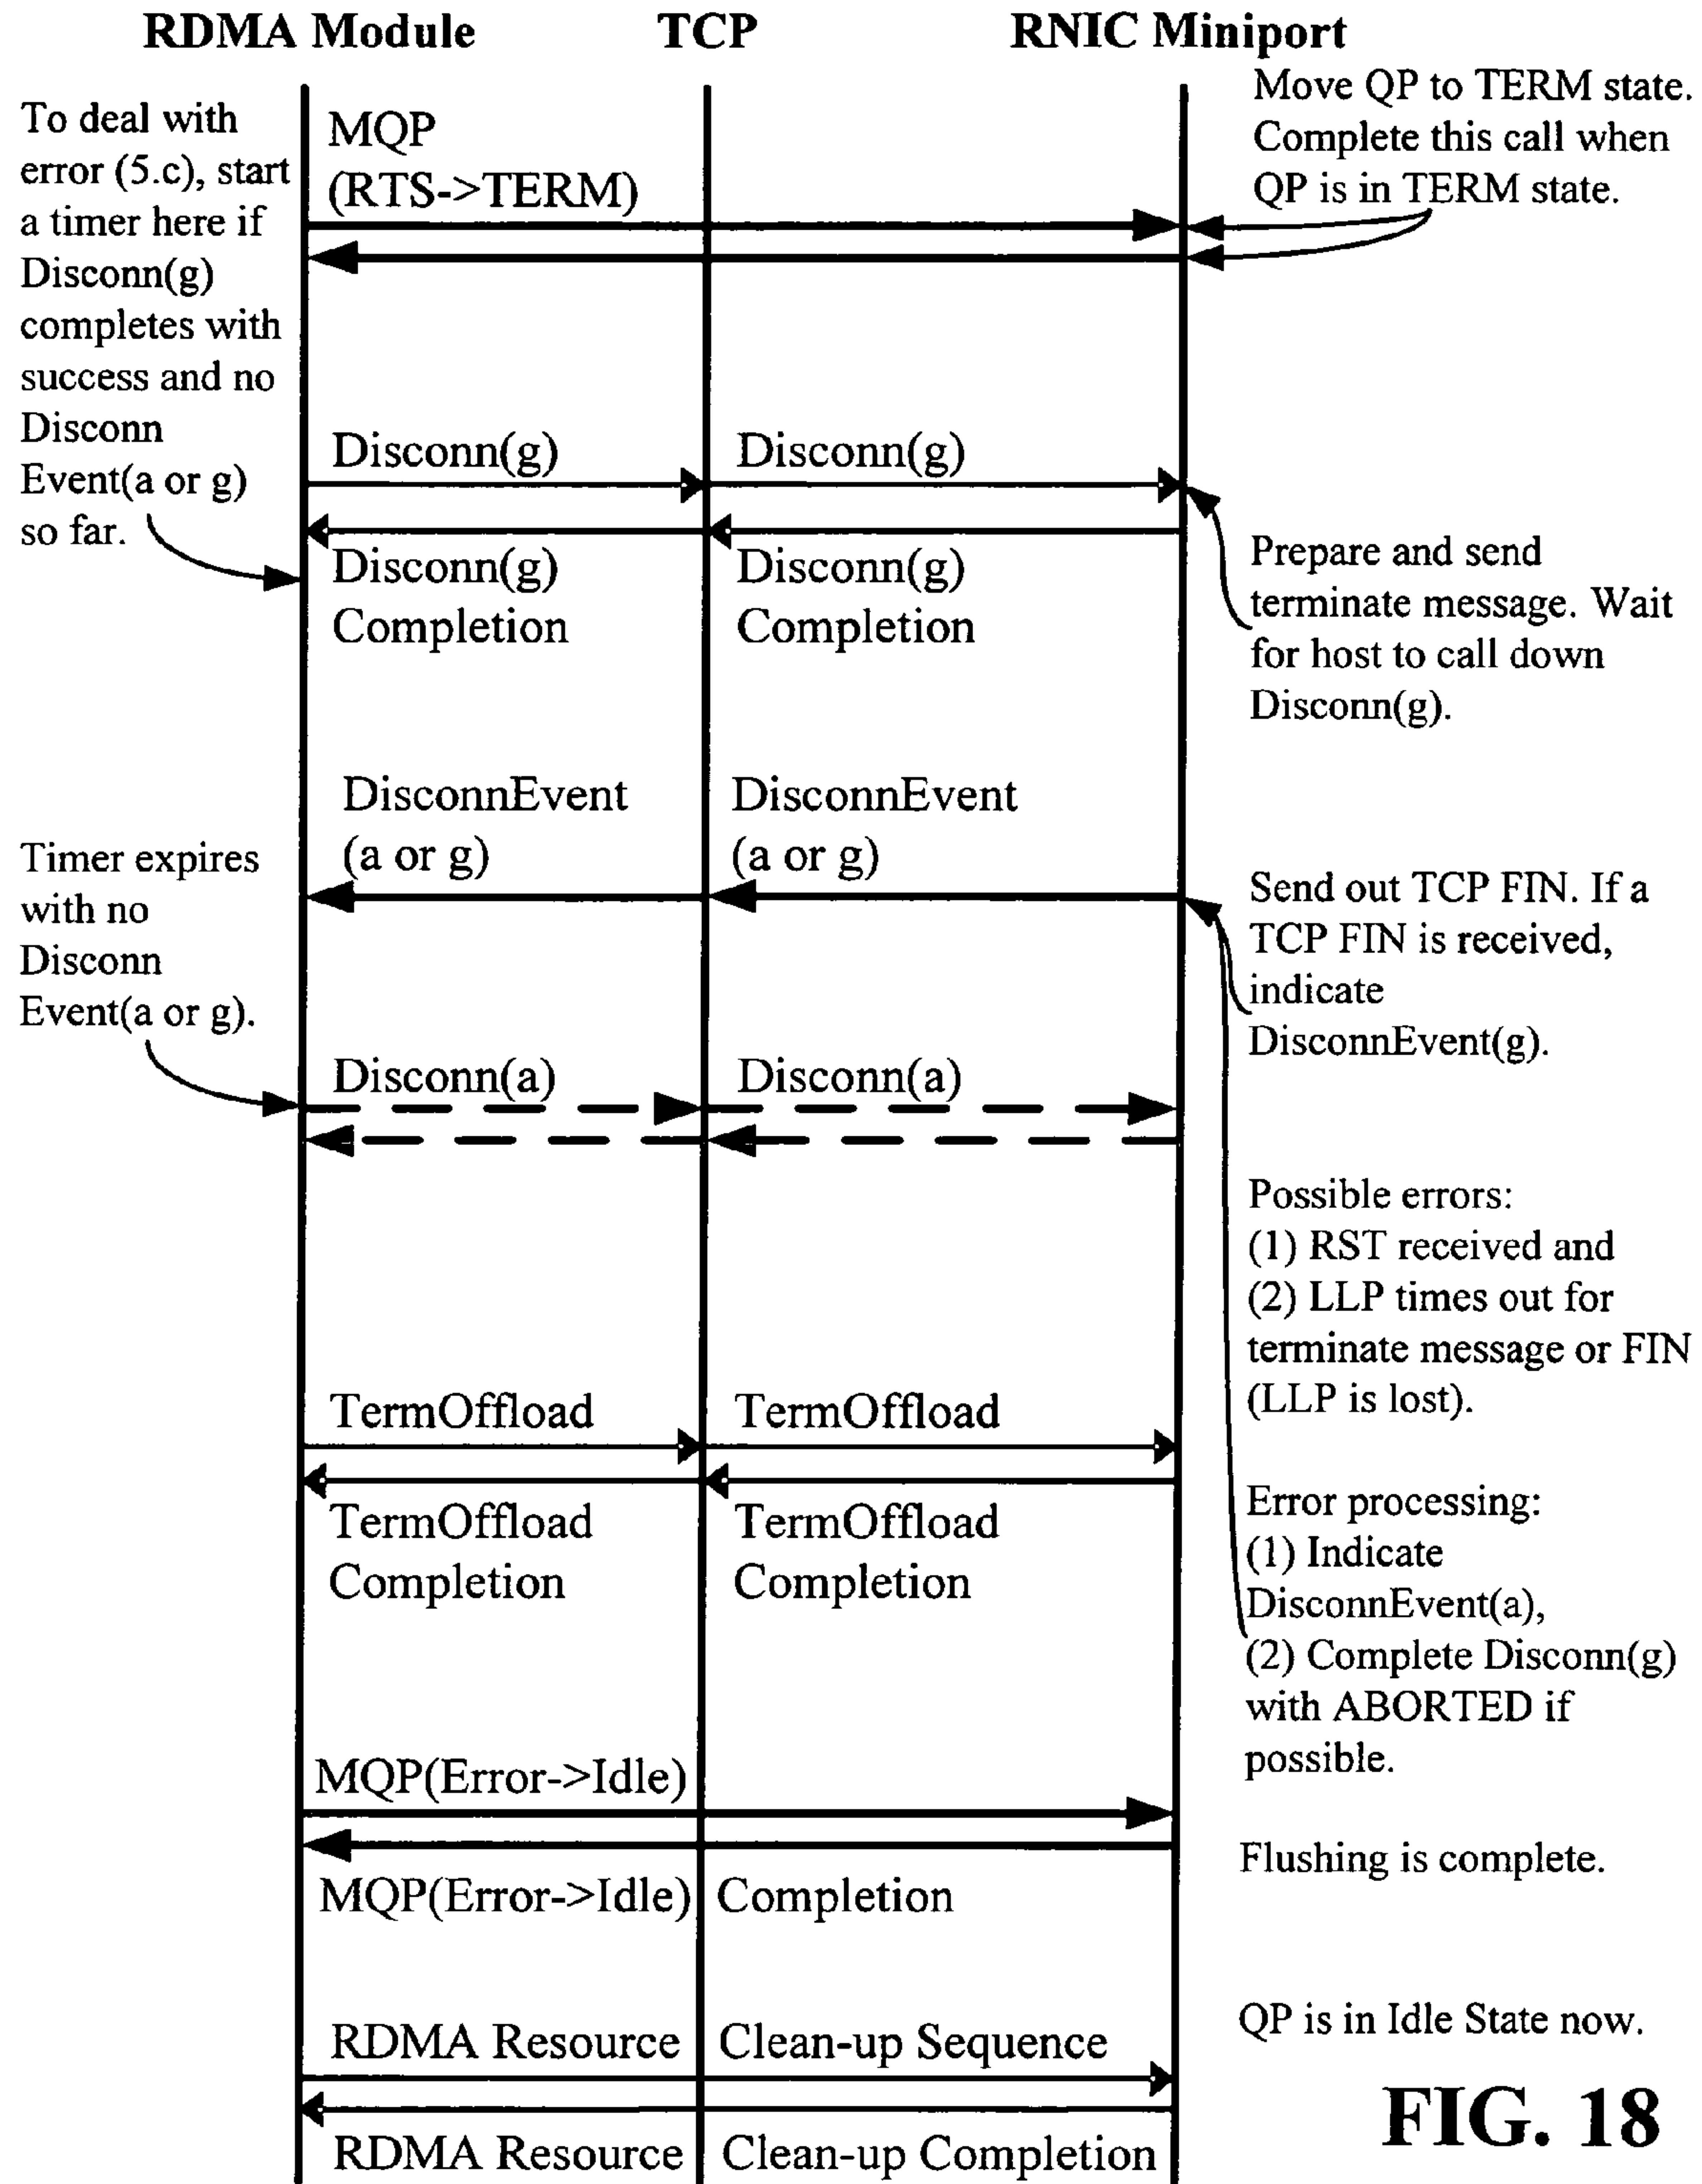 RDMA Module TCP RNIC Miniport
Move QP to TERM state.
Complete this call when
QP is in TERM state.
To deal with
error (5.c), start
a timer here if
Disconn(g)
completes with
success and no
Disconn
Event(a or g)
so far.
MQP
(RTS->TERM)
Disconn(g) Disconn(g)
Disconn(g) Disconn(g)
Completion Completion
Prepare and send
terminate message. Wait
for host to call down
Disconn(g).
DisconnEvent DisconnEvent
(a or g) (a or g)
Timer expires
with no
Disconn
Event(a or g).
Send out TCP FIN. If a
TCP FIN is received,
indicate
DisconnEvent(g).
Disconn(a) Disconn(a)
Possible errors:
(1) RST received and
(2) LLP times out for
terminate message or FIN
(LLP is lost).
TermOffload TermOffload
TermOffload TermOffload
Completion Completion
Error processing:
(1) Indicate
DisconnEvent(a),
(2) Complete Disconn(g)
with ABORTED if
possible.
MQP(Error->Idle)
Flushing is complete.
MQP(Error->Idle) Completion
QP is in Idle State now.
RDMA Resource Clean-up Sequence
RDMA Resource Clean-up Completion
FIG. 18